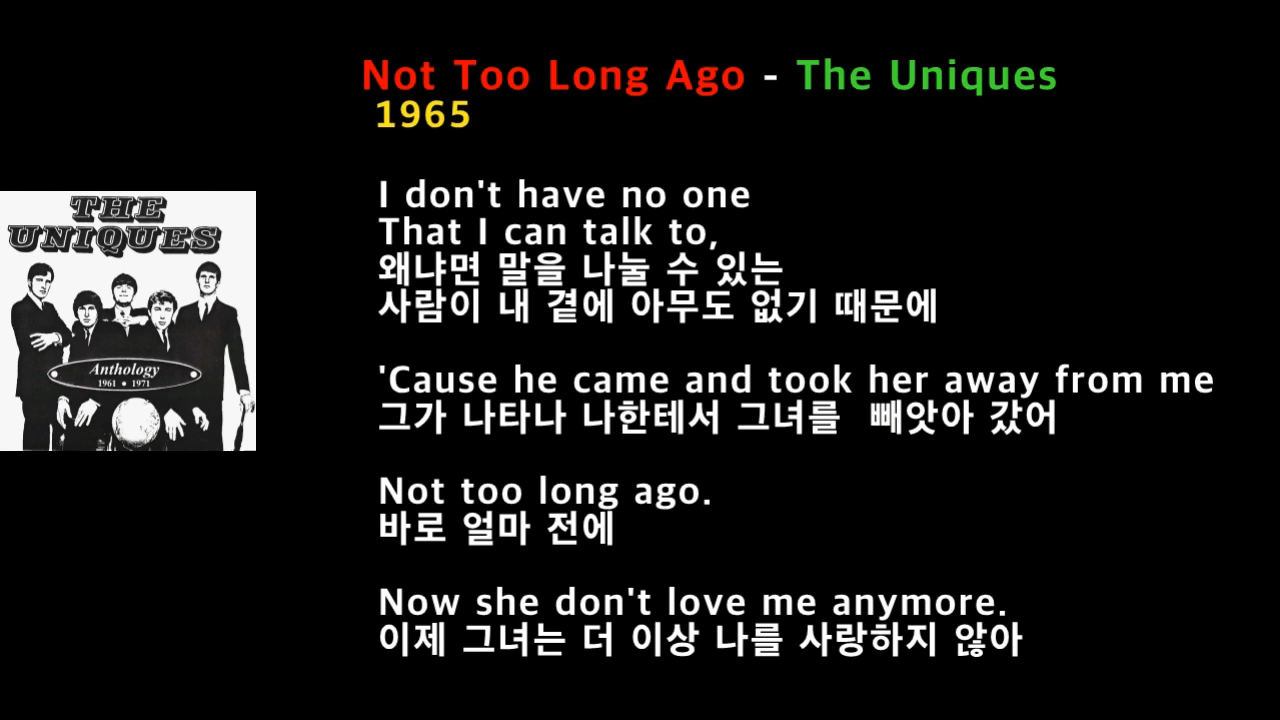 Not Too Long Ago - The Uniques
1965
THE
UNIQUES
Anthology
1961 • 1971
I don't have no one
That I can talk to,
왜냐면 말을 나눌 수 있는
사람이 내 곁에 아무도 없기 때문에
'Cause he came and took her away from me
그가 나타나 나한테서 그녀를 빼앗아 갔어
Not too long ago.
바로 얼마 전에
Now she don't love me anymore.
이제 그녀는 더 이상 나를 사랑하지 않아